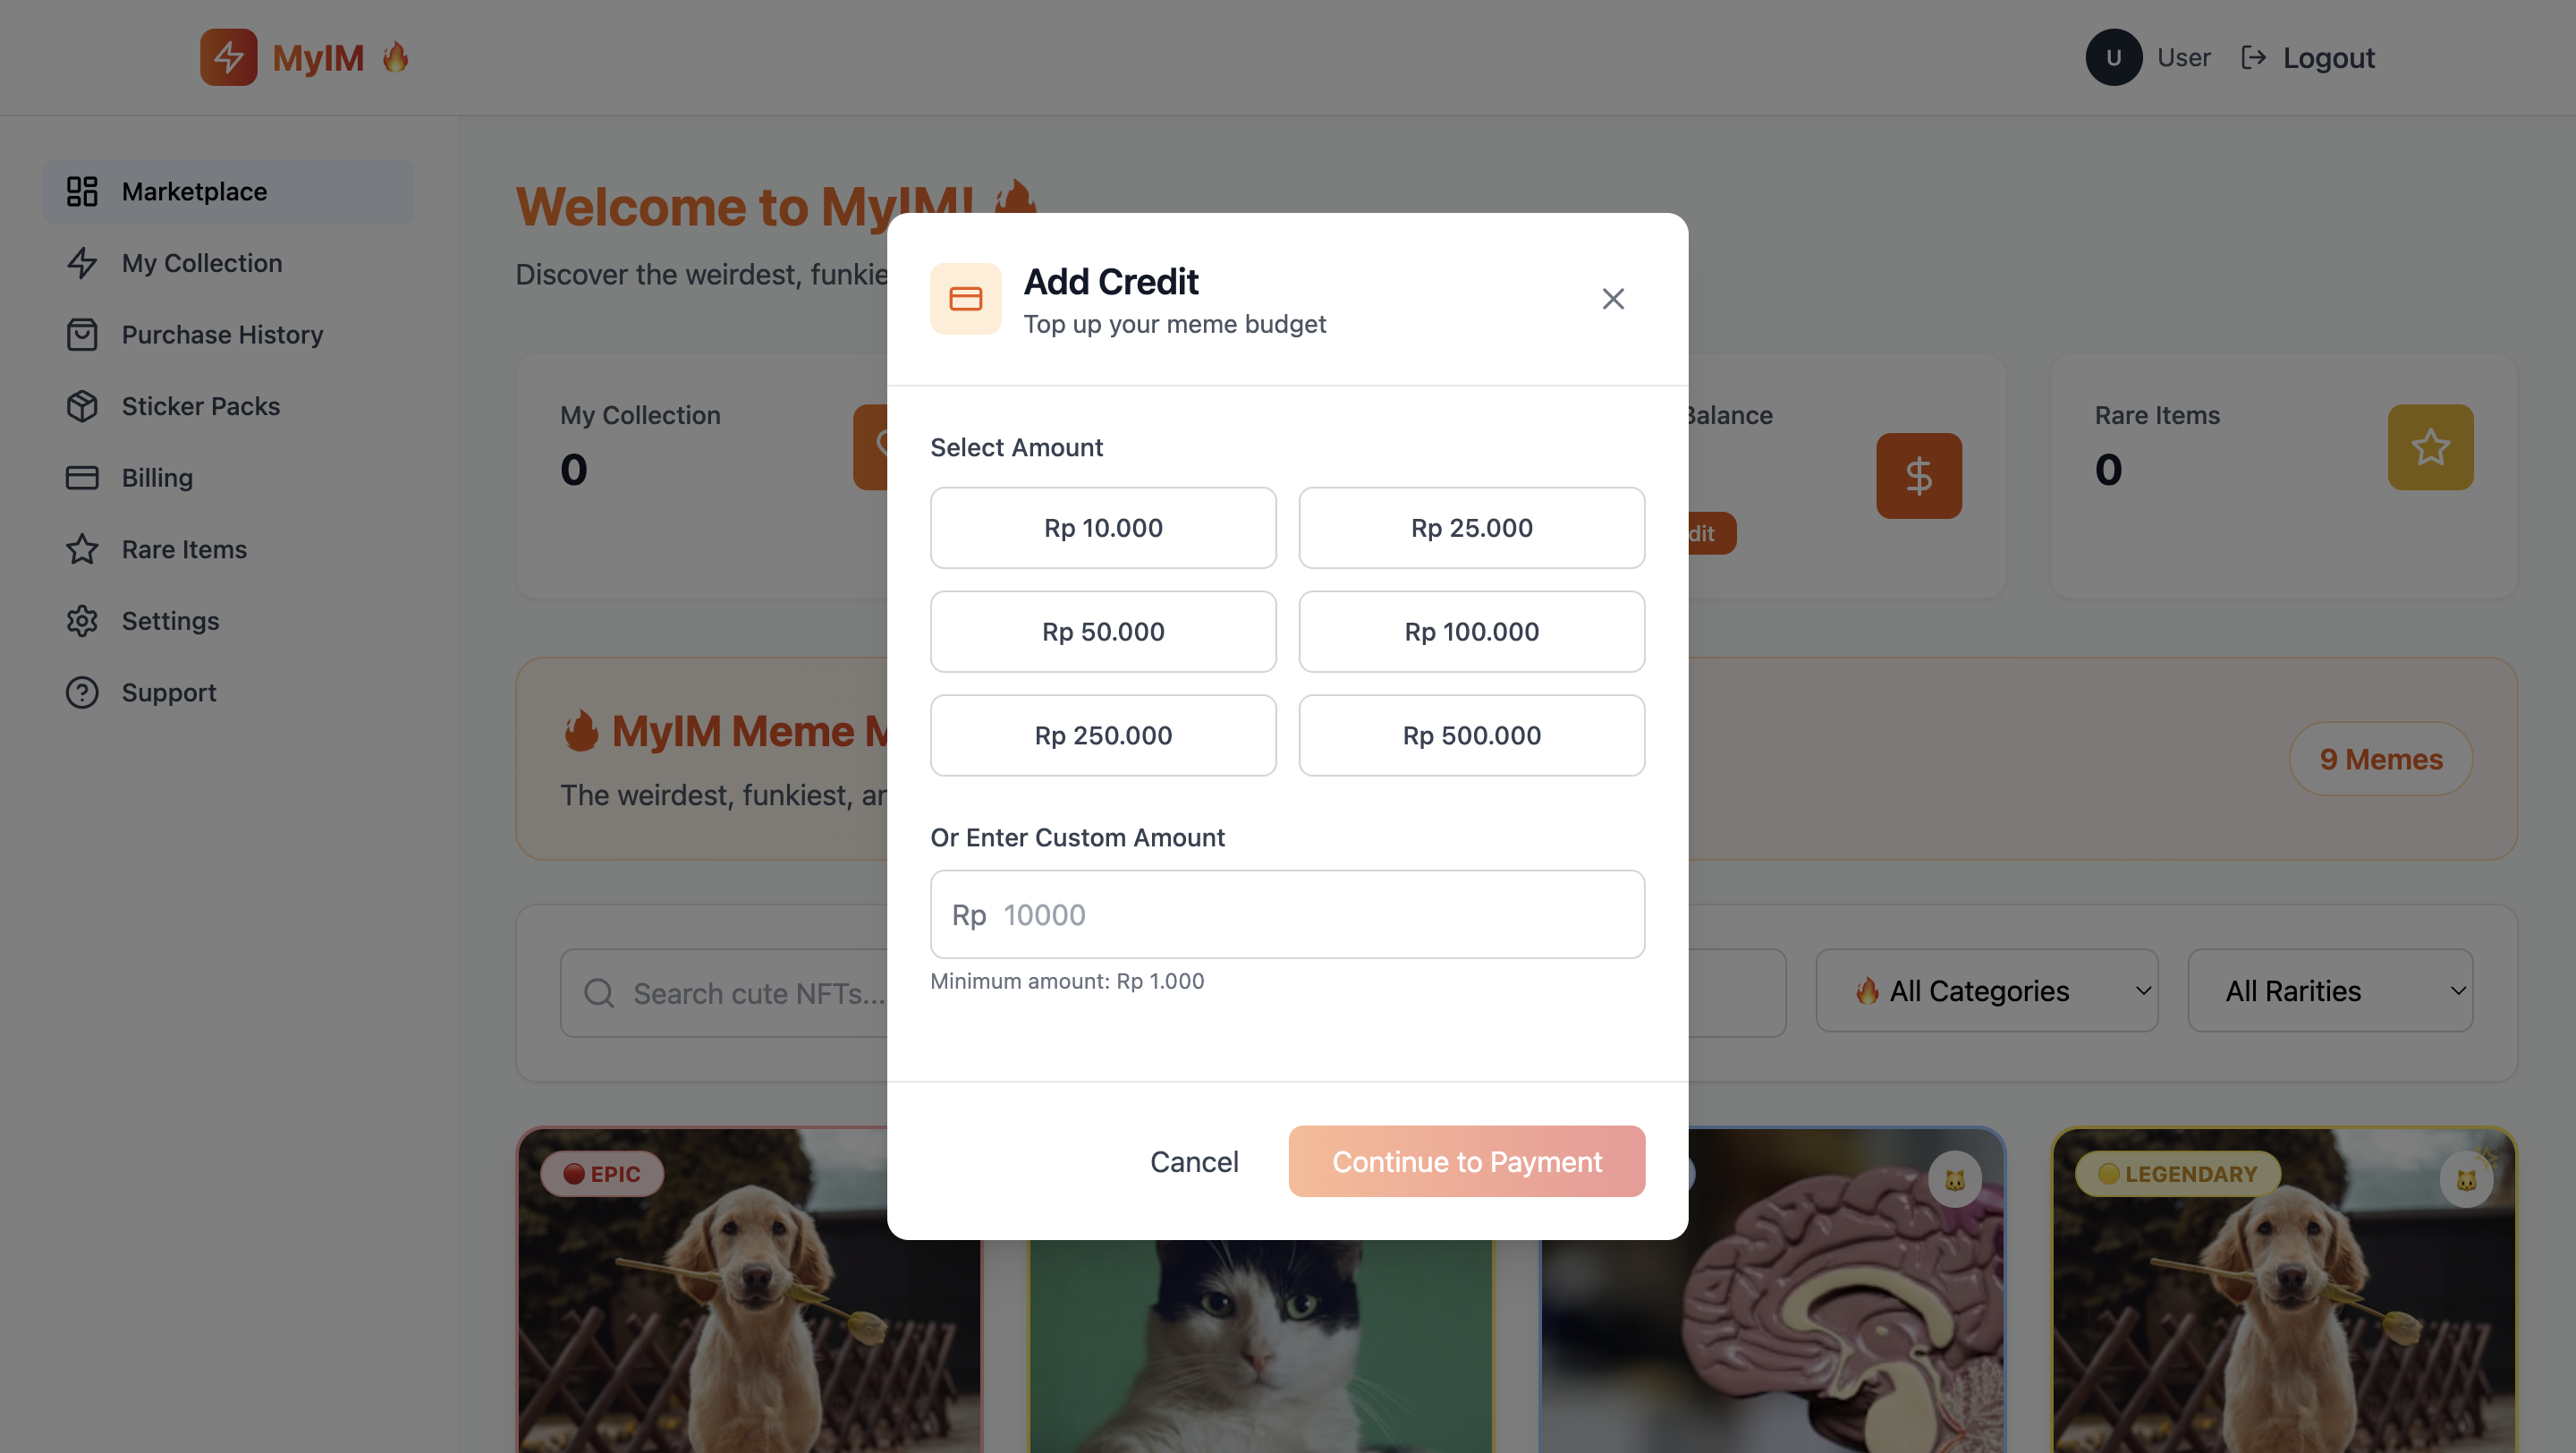 MyIM 🔥
U User Logout
Marketplace
My Collection
Purchase History
Sticker Packs
Billing
Rare Items
Settings
Support
Welcome to MyIM! 🔥
Discover the weirdest, funkie
My Collection
0
Balance
dit
Rare Items
0
🔥 MyIM Meme M
The weirdest, funkiest, an
9 Memes
Search cute NFTs...
🔥 All Categories
All Rarities
🔴 EPIC
🟡 LEGENDARY
Add Credit
Top up your meme budget
Select Amount
Rp 10.000
Rp 25.000
Rp 50.000
Rp 100.000
Rp 250.000
Rp 500.000
Or Enter Custom Amount
Rp 10000
Minimum amount: Rp 1.000
Cancel
Continue to Payment